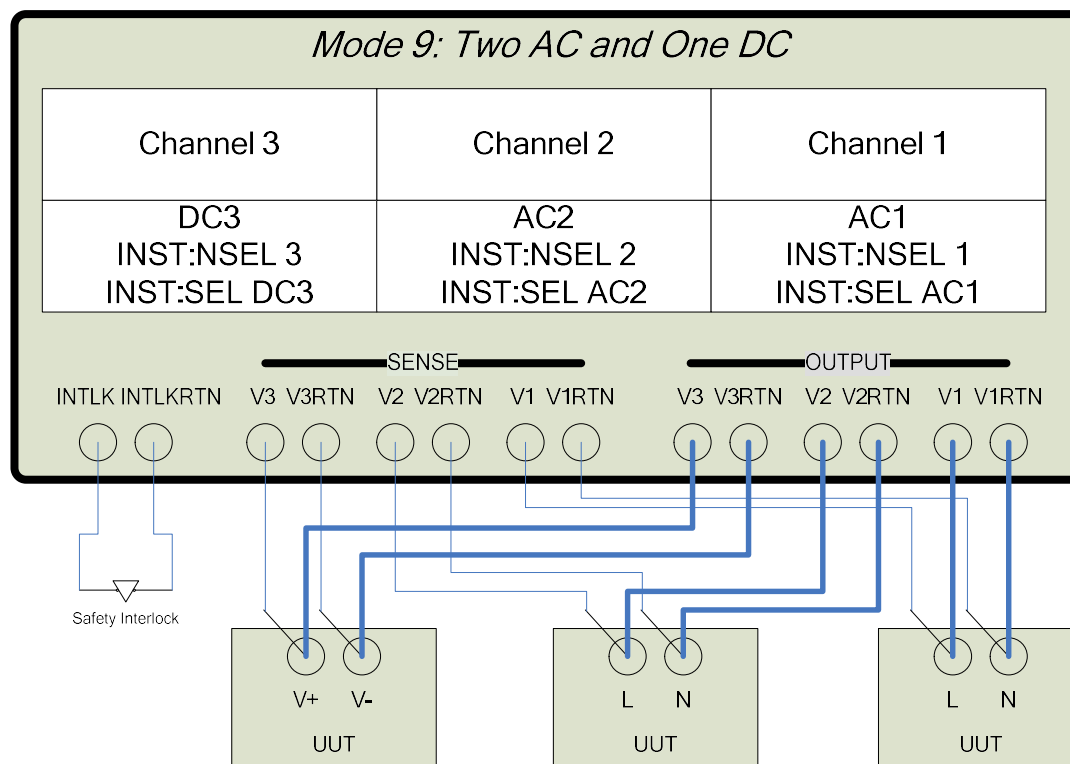 Mode 9: Two AC and One DC
Channel 3 Channel 2 Channel 1
DC3 AC2 AC1
INST:NSEL 3 INST:NSEL 2 INST:NSEL 1
INST:SEL DC3 INST:SEL AC2 INST:SEL AC1
SENSE OUTPUT
INTLK INTLKRTN V3 V3RTN V2 V2RTN V1 V1RTN V3 V3RTN V2 V2RTN V1 V1RTN
Safety Interlock
V+ V- L N L N
UUT UUT UUT